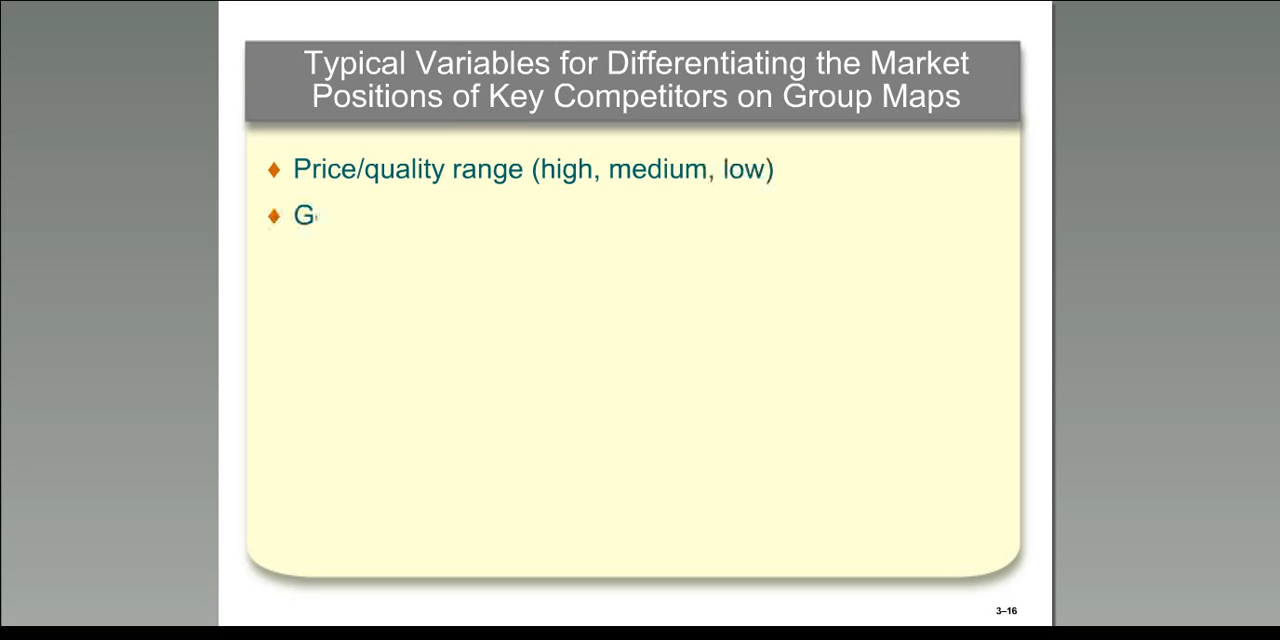 Typical Variables for Differentiating the Market
Positions of Key Competitors on Group Maps
Price/quality range (high, medium, low)
G
3–16